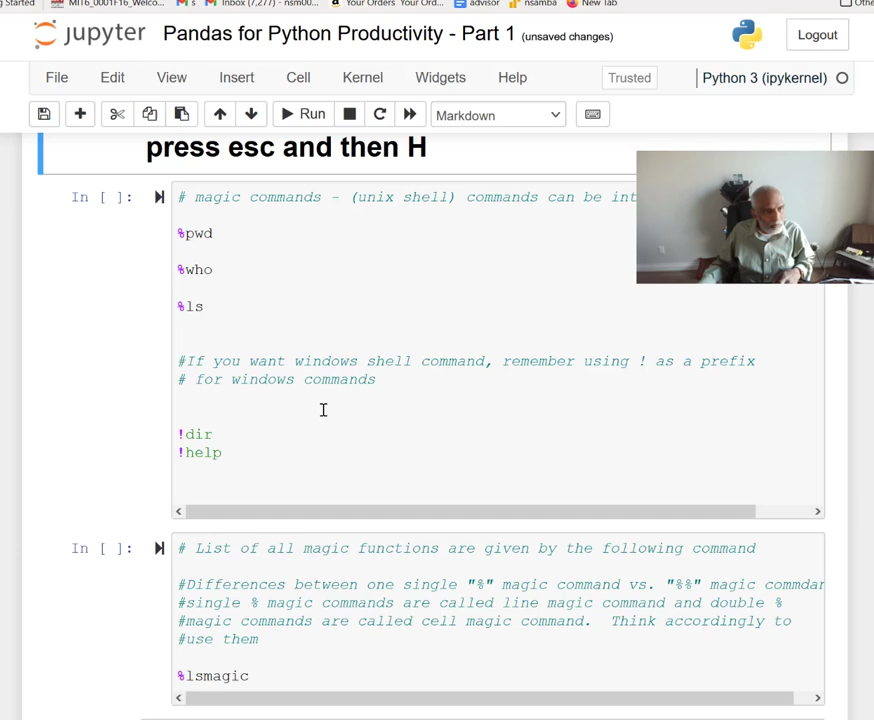 Started
MIT6_0001F16_Welco...
s
Inbox (7,277) - nsm00...
Your Orders Your Ord...
advisor
nsamba
New Tab
Othe
jupyter Pandas for Python Productivity - Part 1 (unsaved changes)
Logout
File Edit View Insert Cell Kernel Widgets Help
Trusted
Python 3 (ipykernel)
Run
Markdown
press esc and then H
In [ ]:
# magic commands - (unix shell) commands can be int
%pwd
%who
%ls
#If you want windows shell command, remember using ! as a prefix
# for windows commands
!dir
!help
In [ ]:
# List of all magic functions are given by the following command
#Differences between one single "%" magic command vs. "%%" magic commdan
#single % magic commands are called line magic command and double %
#magic commands are called cell magic command.  Think accordingly to
#use them
%lsmagic